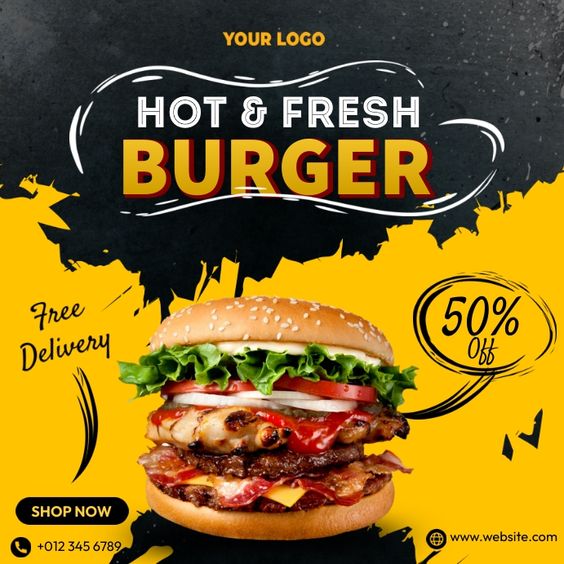 YOUR LOGO
HOT & FRESH
BURGER
Free
Delivery
50%
Off
SHOP NOW
+012 345 6789
www.website.com